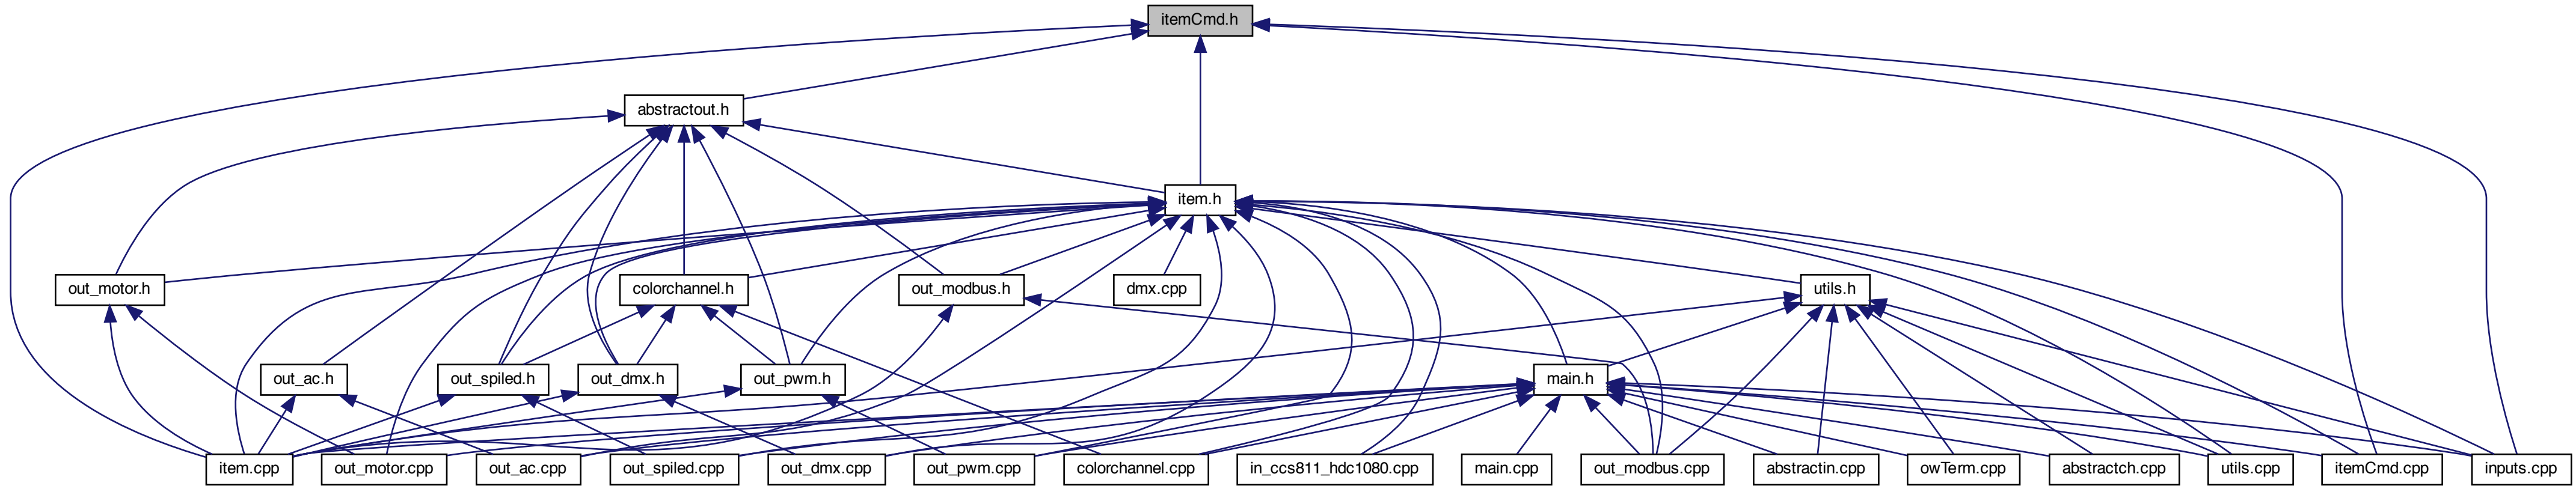 itemCmd.h
abstractout.h
item.h
out_motor.h
colorchannel.h
out_modbus.h
dmx.cpp
utils.h
out_ac.h
out_spiled.h
out_dmx.h
out_pwm.h
main.h
item.cpp
out_motor.cpp
out_ac.cpp
out_spiled.cpp
out_dmx.cpp
out_pwm.cpp
colorchannel.cpp
in_ccs811_hdc1080.cpp
main.cpp
out_modbus.cpp
abstractin.cpp
owTerm.cpp
abstractch.cpp
utils.cpp
itemCmd.cpp
inputs.cpp